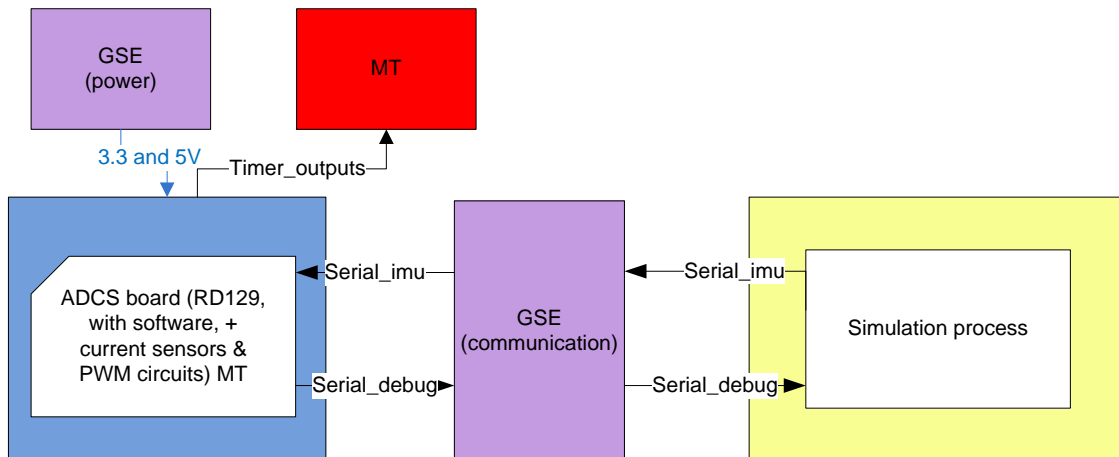 GSE
(power)
MT
3.3 and 5V
Timer_outputs
Serial_imu
Serial_imu
ADCS board (RD129,
with software, +
current sensors &
PWM circuits) MT
GSE
(communication)
Simulation process
Serial_debug
Serial_debug